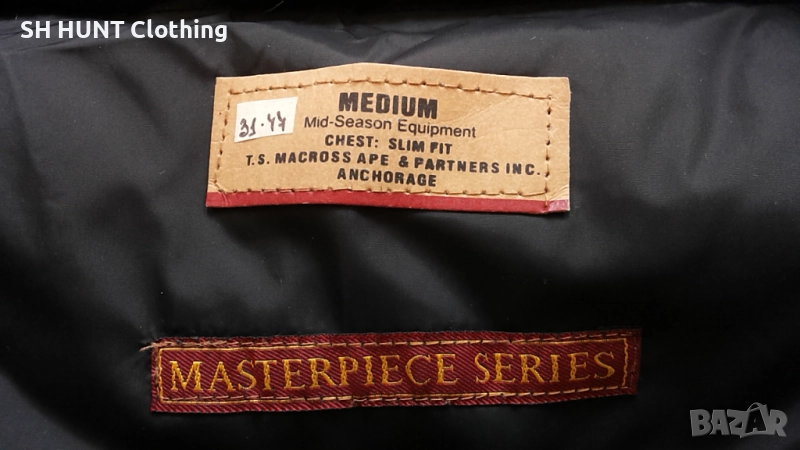 SH HUNT Clothing
MEDIUM
31.44
Mid-Season Equipment
CHEST: SLIM FIT
T.S. MACROSS APE & PARTNERS INC.
ANCHORAGE
MASTERPIECE SERIES
BAZAR